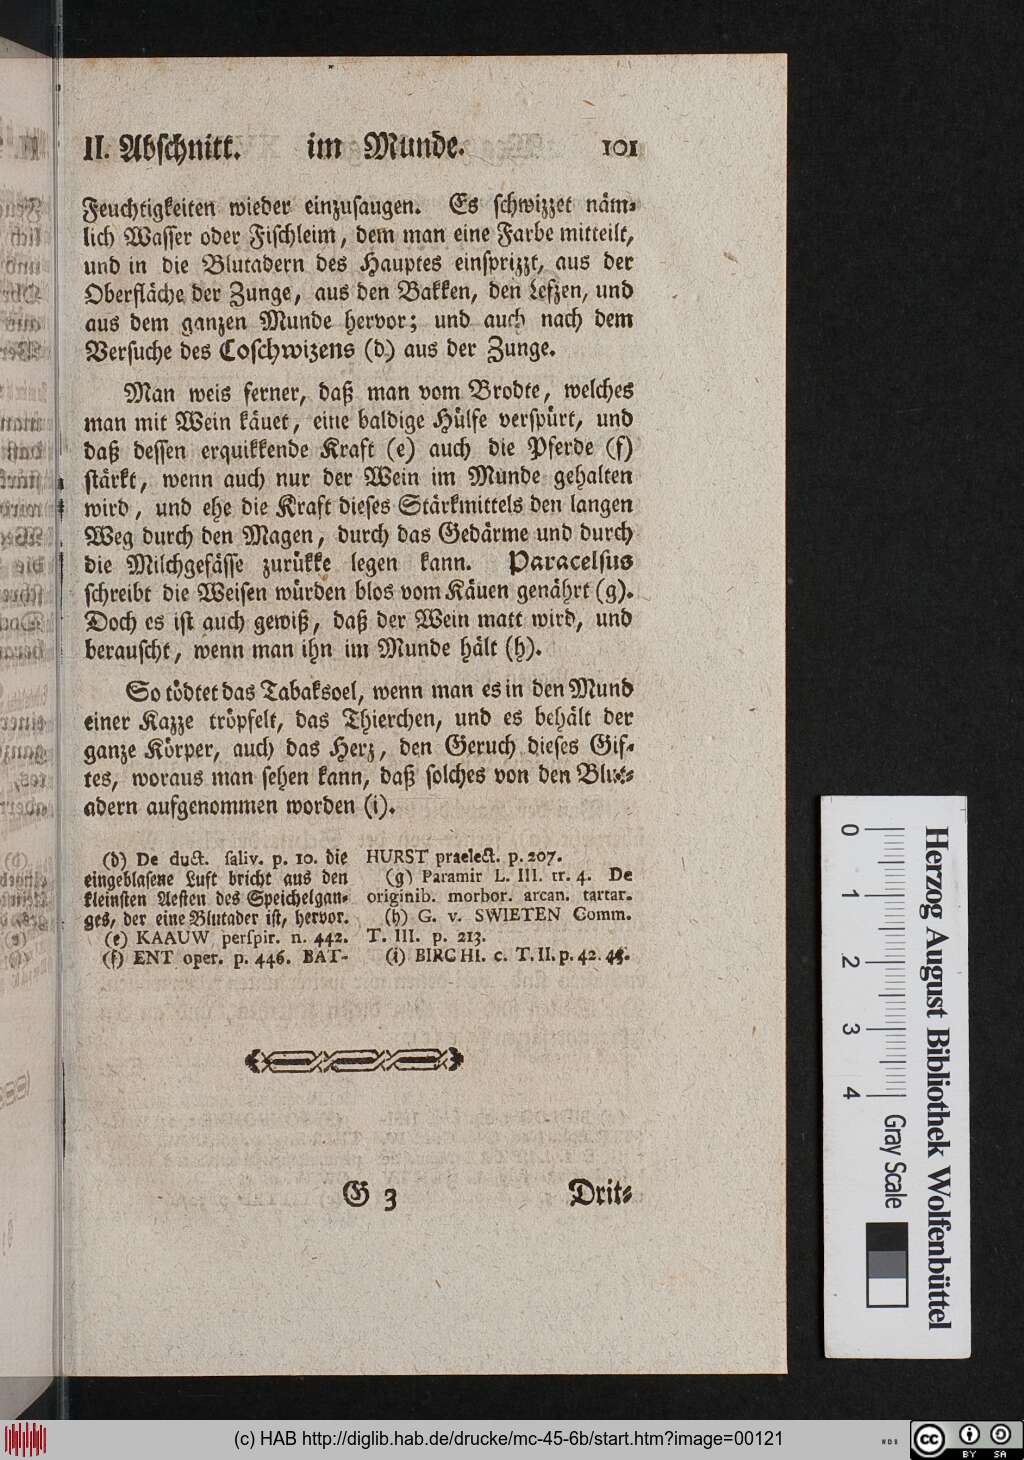 II. Abschnitt. im Munde. 101
Feuchtigkeiten wieder einzusaugen. Es schwizzet näm-
lich Wasser oder Fischleim, dem man eine Farbe mitteilt,
und in die Blutadern des Hauptes einsprizzt, aus der
Oberfläche der Zunge, aus den Bakken, den Lefzen, und
aus dem ganzen Munde hervor; und auch nach dem
Versuche des Coschwizens (d) aus der Zunge.
Man weis ferner, daß man vom Brodte, welches
man mit Wein käuet, eine baldige Hülfe verspürt, und
daß dessen erquikkende Kraft (e) auch die Pferde (f)
stärkt, wenn auch nur der Wein im Munde gehalten
wird, und ehe die Kraft dieses Stärkmittels den langen
Weg durch den Magen, durch das Gedärme und durch
die Milchgefässe zurükke legen kann. Paracelsus
schreibt die Weisen würden blos vom Käuen genährt (g).
Doch es ist auch gewiß, daß der Wein matt wird, und
berauscht, wenn man ihn im Munde hält (h).
So tödtet das Tabaksoel, wenn man es in den Mund
einer Kazze tröpfelt, das Thierchen, und es behält der
ganze Körper, auch das Herz, den Geruch dieses Gif-
tes, woraus man sehen kann, daß solches von den Blut-
adern aufgenommen worden (i).
(d) De duct. saliv. p. 10. die
eingeblasene Luft bricht aus den
kleinsten Aesten des Speichelgan-
ges, der eine Blutader ist, hervor.
(e) KAAUW perspir. n. 442.
(f) ENT oper. p. 446. BAT-
HURST praelect. p. 207.
(g) Paramir L. III. tr. 4. De
originib. morbor. arcan. tartar.
(h) G. v. SWIETEN Comm.
T. III. p. 213.
(i) BIRCH l. c. T. II. p. 42. 45.
G 3
Drit-
0 1 2 3 4
Gray Scale
Herzog August Bibliothek Wolfenbüttel
(c) HAB http://diglib.hab.de/drucke/mc-45-6b/start.htm?image=00121
cc BY SA